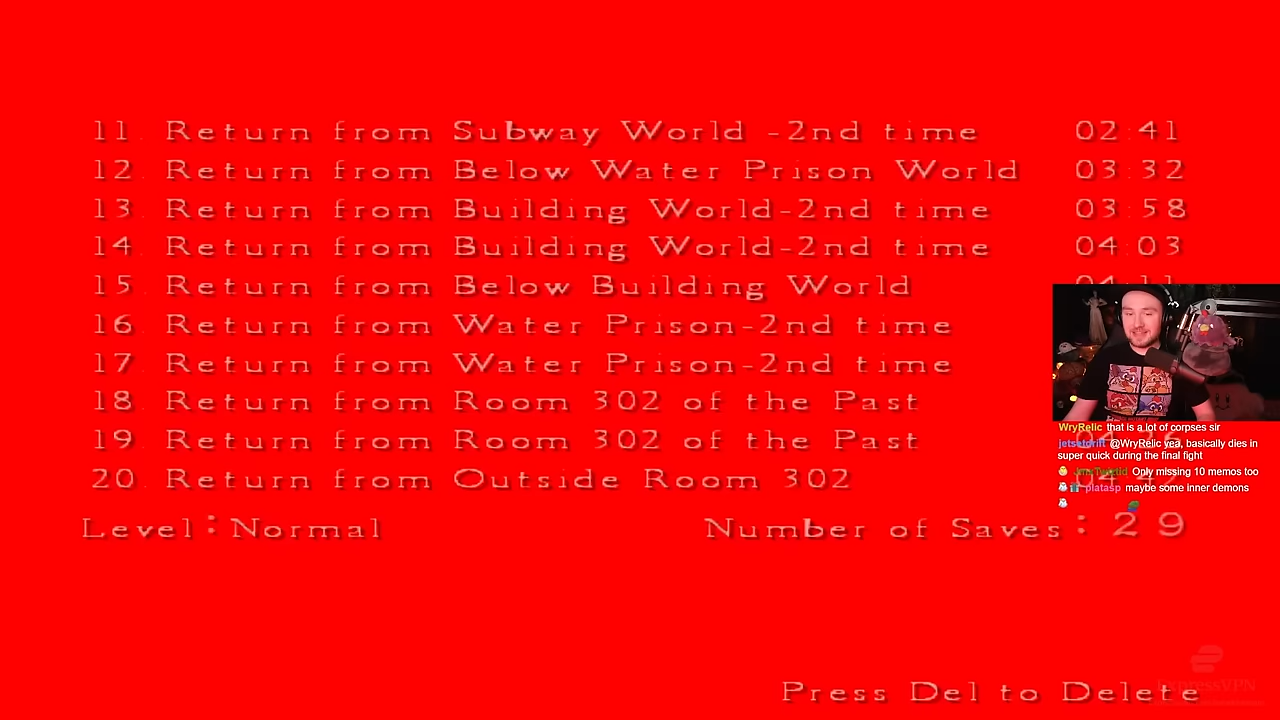 11. Return from Subway World -2nd time 02:41
12. Return from Below Water Prison World 03:32
13. Return from Building World-2nd time 03:58
14. Return from Building World-2nd time 04:03
15. Return from Below Building World 04:11
16. Return from Water Prison-2nd time
17. Return from Water Prison-2nd time
18. Return from Room 302 of the Past
19. Return from Room 302 of the Past
20. Return from Outside Room 302
WryRelic that is a lot of corpses sir
jetsetdrift @WryRelic yea, basically dies in
super quick during the final fight
Only missing 10 memos too
platasp maybe some inner demons
Level:Normal Number of Saves: 29
Press Del to Delete
ExpressVPN